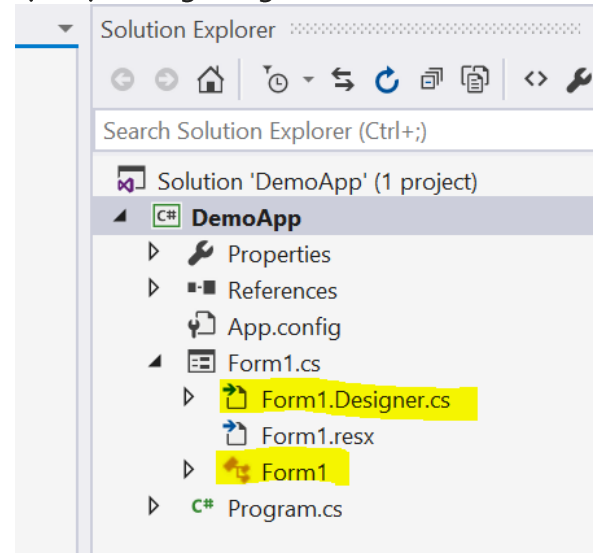 Solution Explorer
Search Solution Explorer (Ctrl+;)
Solution 'DemoApp' (1 project)
C# DemoApp
Properties
References
App.config
Form1.cs
Form1.Designer.cs
Form1.resx
Form1
C# Program.cs